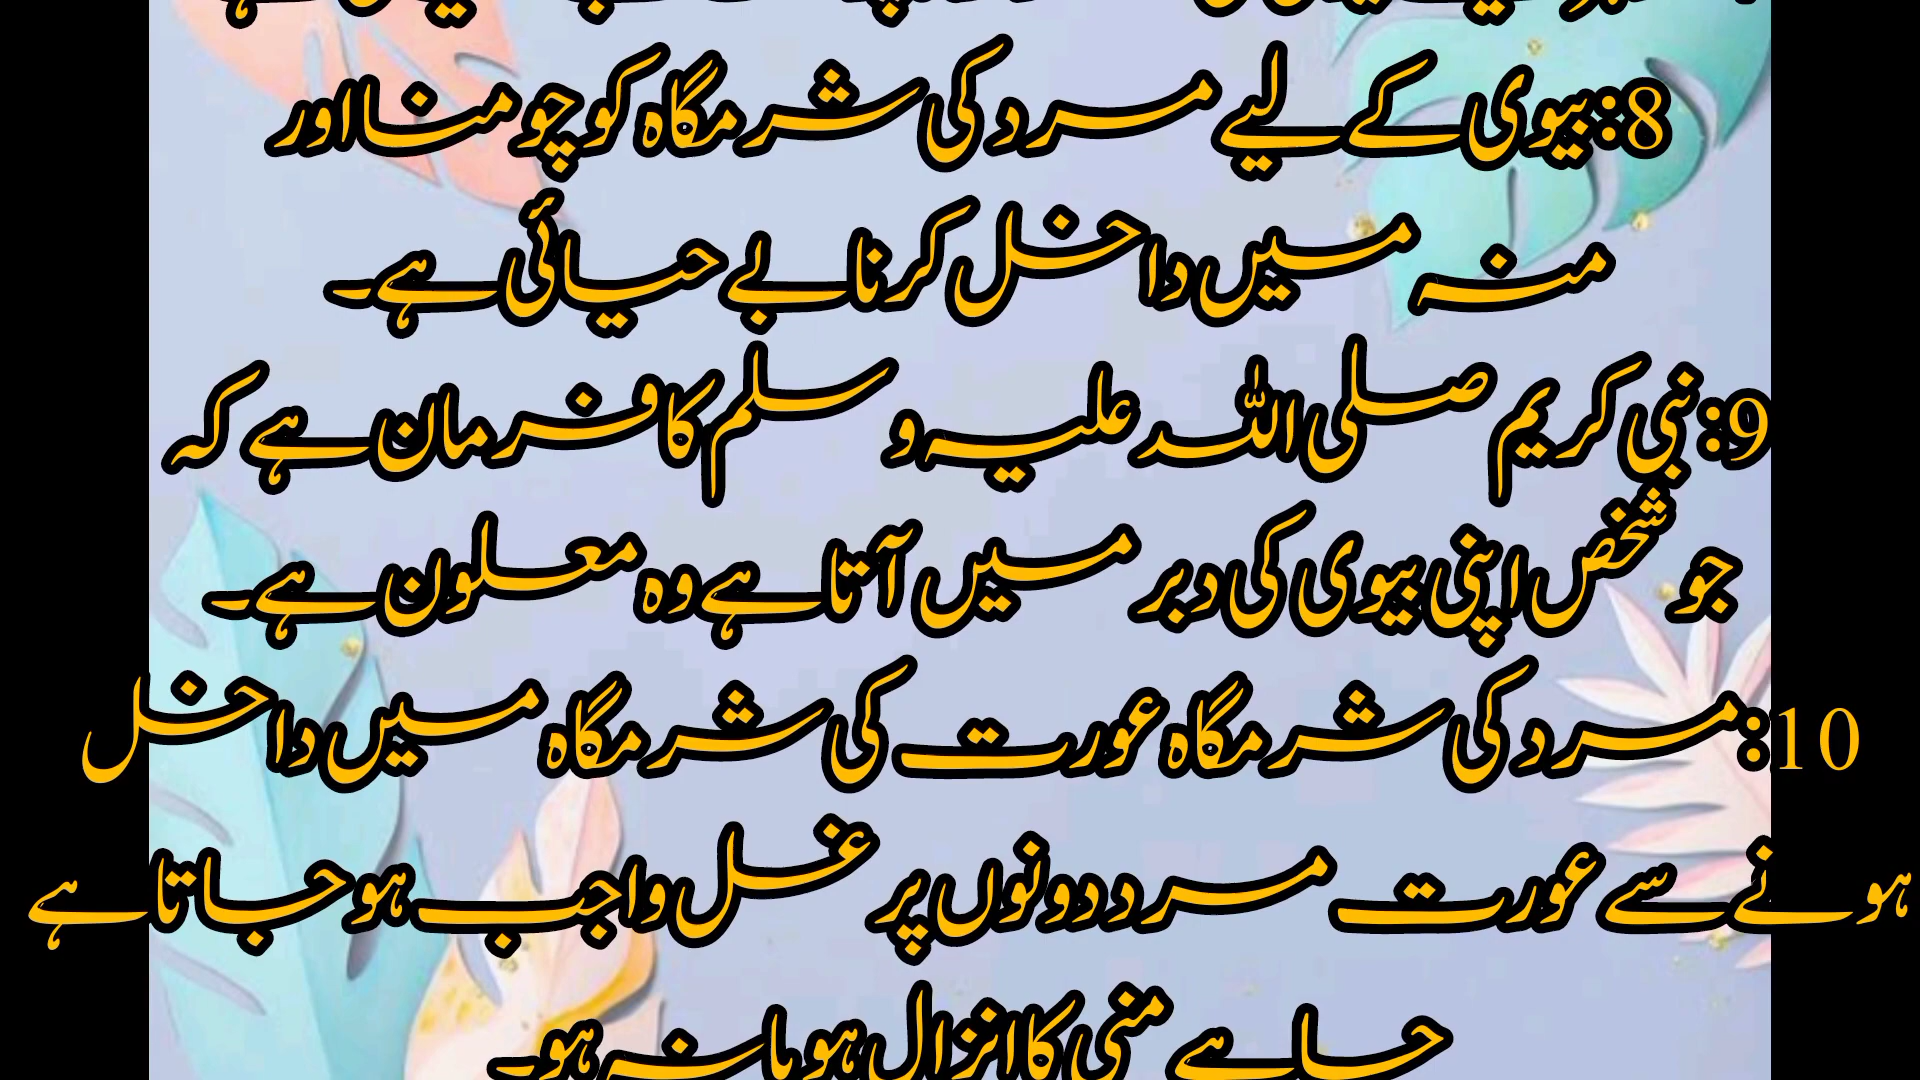 8:بیوی کے لیے مرد کی شرمگاہ کو چومنا اور
منہ میں داخل کرنا بے حیائی ہے۔
9:نبی کریم صلی اللہ علیہ و سلم کا فرمان ہے کہ
جو شخص اپنی بیوی کی دبر میں آتا ہے وہ معلون ہے۔
10:مرد کی شرمگاہ عورت کی شرمگاہ میں داخل
ہونے سے عورت مرد دونوں پر غسل واجب ہو جاتا ہے
چاہے منی کا انزال ہو یا نہ ہو۔